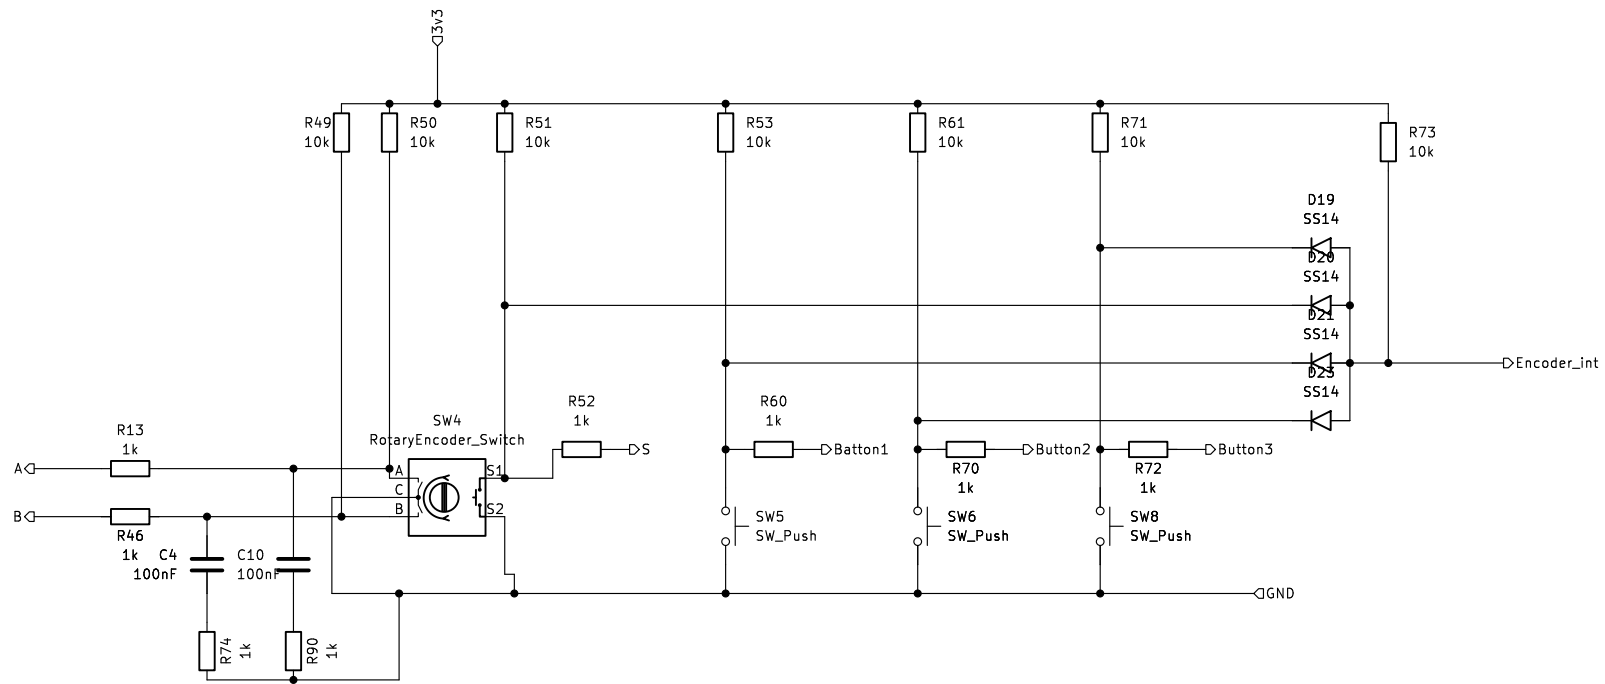 3v3
R49
10k
R50
10k
R51
10k
R53
10k
R61
10k
R71
10k
R73
10k
D19
SS14
D20
SS14
D21
SS14
D23
SS14
Encoder_int
R52
1k
S
R60
1k
Batton1
R70
1k
Button2
R72
1k
Button3
SW4
RotaryEncoder_Switch
A
C
B
S1
S2
R13
1k
A
B
R46
1k
C4
100nF
C10
100nF
SW5
SW_Push
SW6
SW_Push
SW8
SW_Push
GND
R74
1k
R90
1k